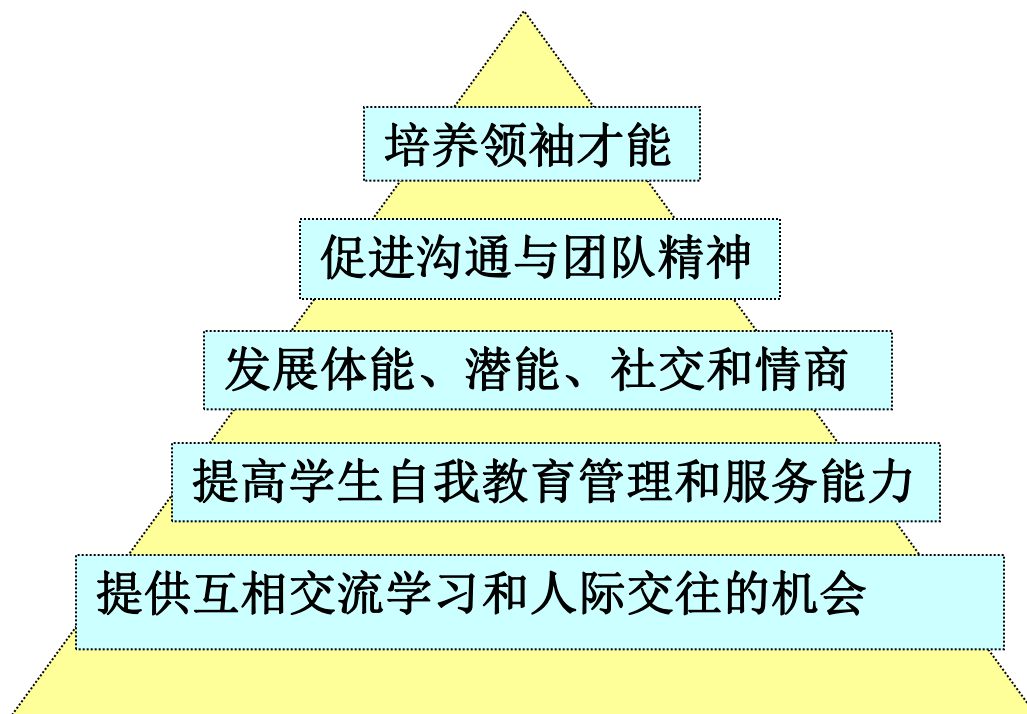 培养领袖才能
促进沟通与团队精神
发展体能、潜能、社交和情商
提高学生自我教育管理和服务能力
提供互相交流学习和人际交往的机会